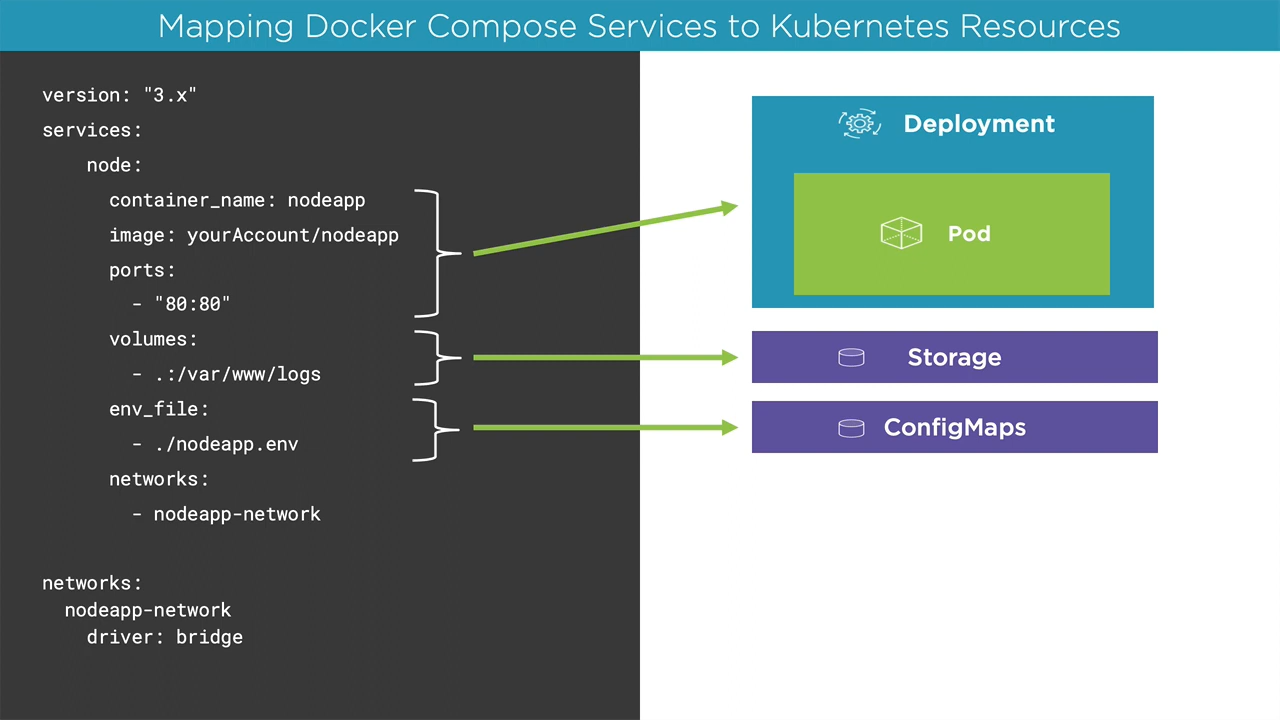 Mapping Docker Compose Services to Kubernetes Resources
version: "3.x"
services:
node:
container_name: nodeapp
image: yourAccount/nodeapp
ports:
- "80:80"
volumes:
- .:/var/www/logs
env_file:
- ./nodeapp.env
networks:
- nodeapp-network
networks:
nodeapp-network
driver: bridge
Deployment
Pod
Storage
ConfigMaps